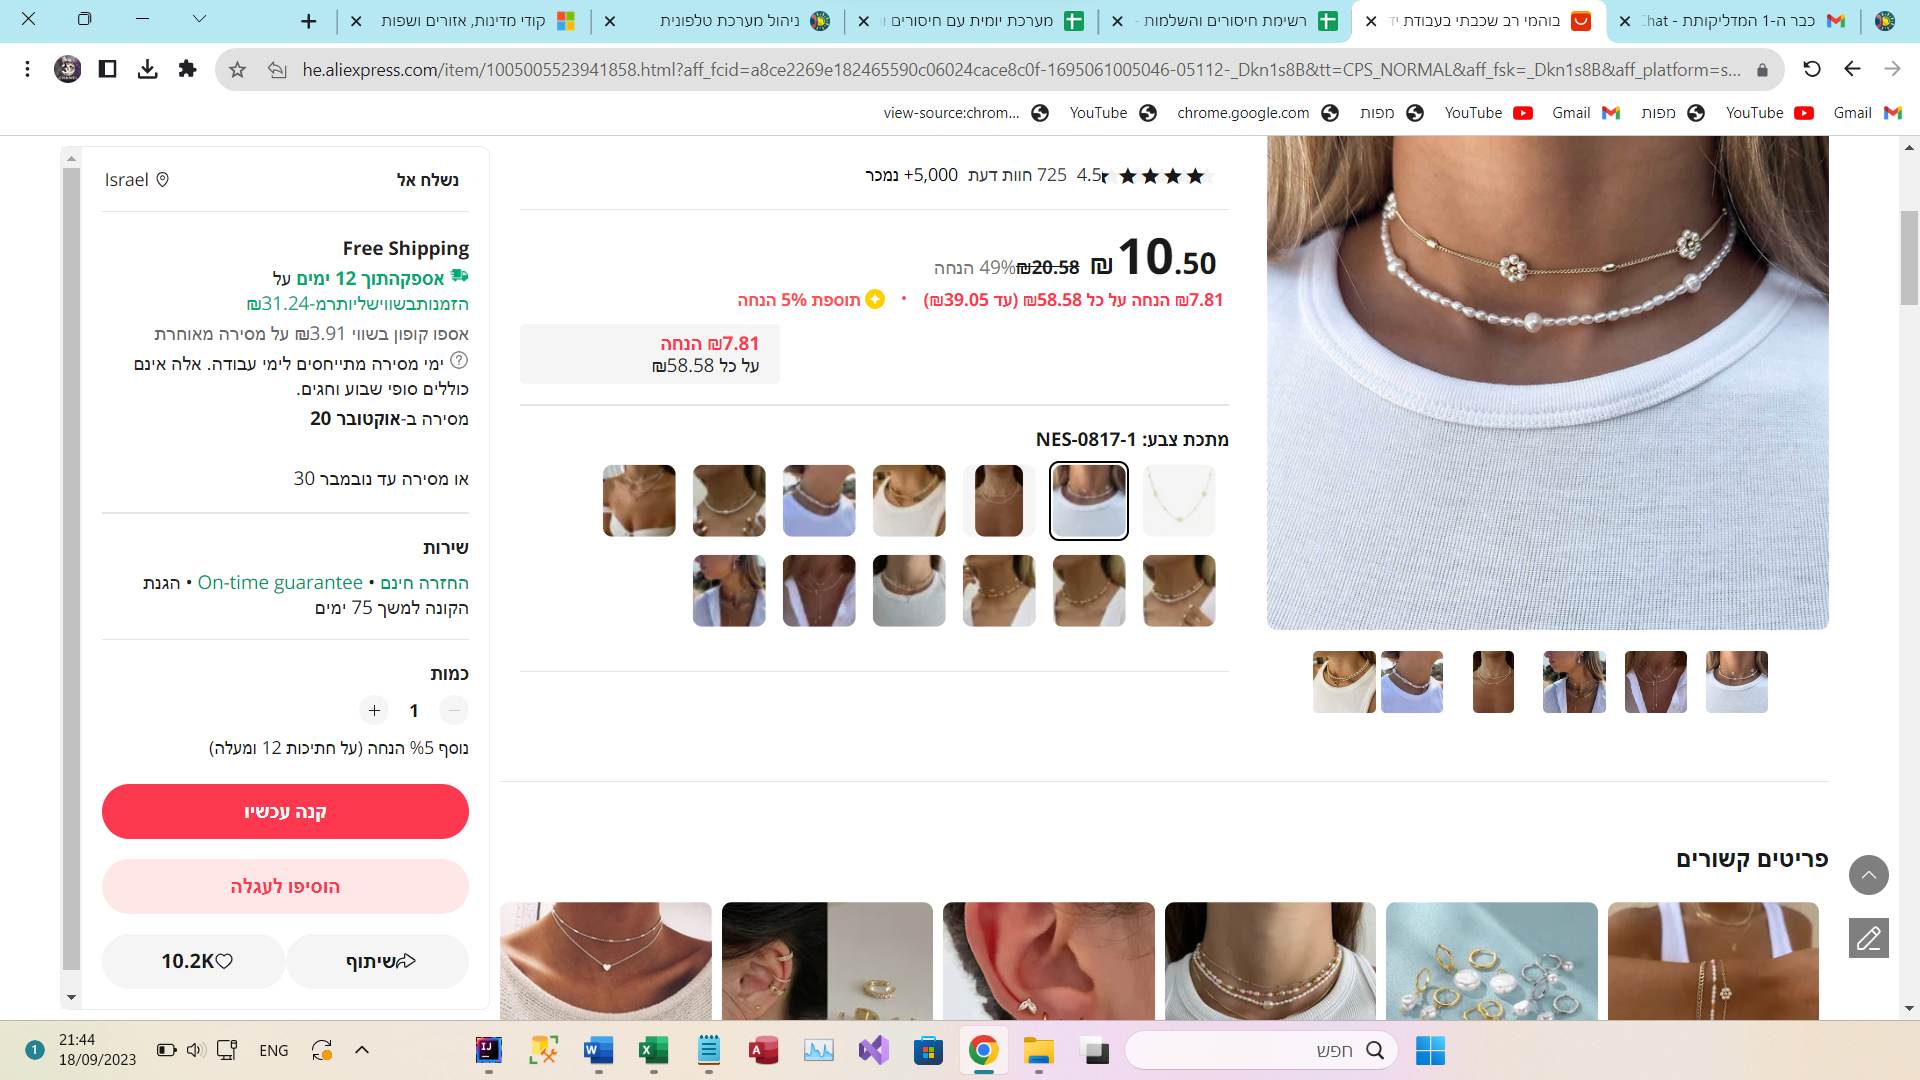 כבר ה-1 המדליקותת - Chat
בוהמי רב שכבתי בעבודת יד
רשימת חיסורים והשלמות -
מערכת יומית עם חיסורים ו
ניהול מערכת טלפונית
קודי מדינות, אזורים ושפות
he.aliexpress.com/item/1005005523941858.html?aff_fcid=a8ce2269e182465590c06024cace8c0f-1695061005046-05112-_Dkn1s8B&tt=CPS_NORMAL&aff_fsk=_Dkn1s8B&aff_platform=s...
Gmail
YouTube
מפות
Gmail
YouTube
מפות
chrome.google.com
YouTube
view-source:chrom...
4.5 725 חוות דעת 5,000+ נמכר
₪10.50 ₪20.58 49% הנחה
₪7.81 הנחה על כל ₪58.58 (עד ₪39.05) • תוספת 5% הנחה
₪7.81 הנחה
על כל ₪58.58
מתכת צבע: NES-0817-1
נשלח אל Israel
Free Shipping
אספקהתוך 12 ימים על
הזמנותבשווישליותרמ-₪31.24
אספו קופון בשווי ₪3.91 על מסירה מאוחרת
ימי מסירה מתייחסים לימי עבודה. אלה אינם
כוללים סופי שבוע וחגים.
מסירה ב-אוקטובר 20
או מסירה עד נובמבר 30
שירות
החזרה חינם • On-time guarantee • הגנת
הקונה למשך 75 ימים
כמות
1
נוסף 5% הנחה (על חתיכות 12 ומעלה)
קנה עכשיו
הוסיפו לעגלה
שיתוף
10.2K
פריטים קשורים
חפש
ENG
21:44
18/09/2023
1